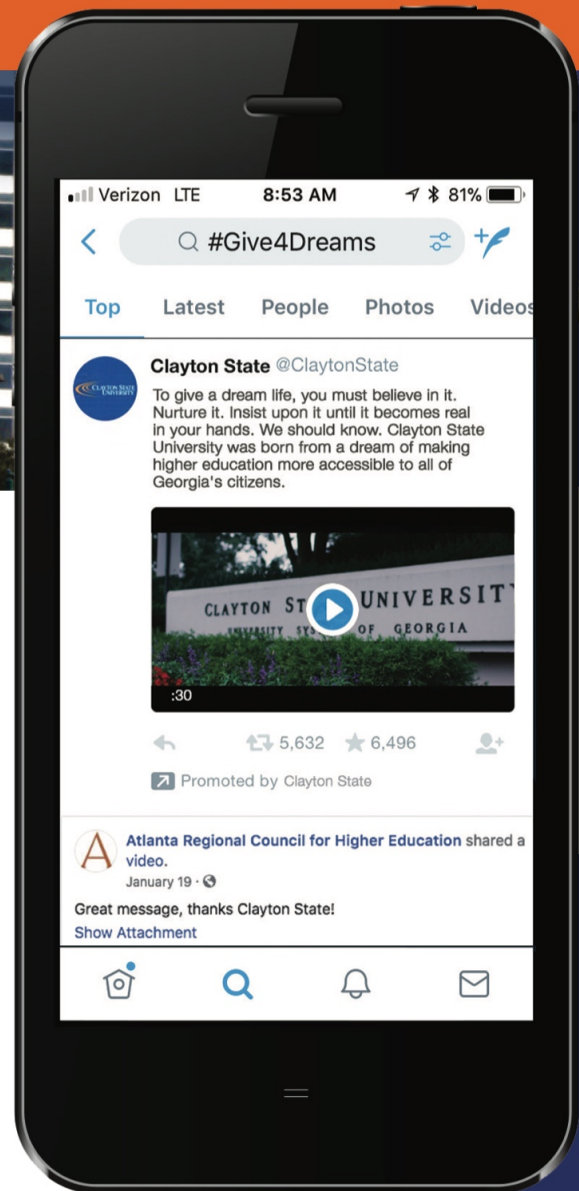 Verizon LTE 8:53 AM 81%
#Give4Dreams
Top Latest People Photos Videos
CLAYTON STATE
UNIVERSITY
Clayton State @ClaytonState
To give a dream life, you must believe in it.
Nurture it. Insist upon it until it becomes real
in your hands. We should know. Clayton State
University was born from a dream of making
higher education more accessible to all of
Georgia's citizens.
CLAYTON ST UNIVERSIT
UNIVERSITY SYS OF GEORGIA
:30
5,632 6,496
Promoted by Clayton State
A
Atlanta Regional Council for Higher Education shared a
video.
January 19 ·
Great message, thanks Clayton State!
Show Attachment